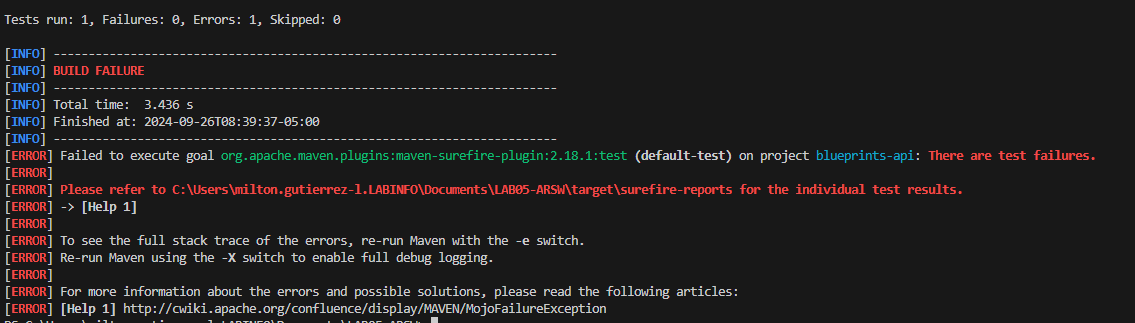 Tests run: 1, Failures: 0, Errors: 1, Skipped: 0
[INFO] ------------------------------------------------------------------------
[INFO] BUILD FAILURE
[INFO] ------------------------------------------------------------------------
[INFO] Total time:  3.436 s
[INFO] Finished at: 2024-09-26T08:39:37-05:00
[INFO] ------------------------------------------------------------------------
[ERROR] Failed to execute goal org.apache.maven.plugins:maven-surefire-plugin:2.18.1:test (default-test) on project blueprints-api: There are test failures.
[ERROR]
[ERROR] Please refer to C:\Users\milton.gutierrez-l.LABINFO\Documents\LAB05-ARSW\target\surefire-reports for the individual test results.
[ERROR] -> [Help 1]
[ERROR]
[ERROR] To see the full stack trace of the errors, re-run Maven with the -e switch.
[ERROR] Re-run Maven using the -X switch to enable full debug logging.
[ERROR]
[ERROR] For more information about the errors and possible solutions, please read the following articles:
[ERROR] [Help 1] http://cwiki.apache.org/confluence/display/MAVEN/MojoFailureException